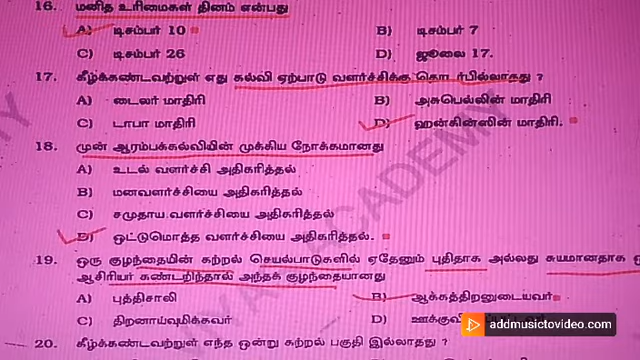 16. மனித உரிமைகள் தினம் என்பது
A) டிசம்பர் 10 B) டிசம்பர் 7
C) டிசம்பர் 26 D) ஜூலை 17.
17. கீழ்க்கண்டவற்றுள் எது கல்வி ஏற்பாடு வளர்ச்சிக்கு தொடர்பில்லாதது ?
A) டைலர் மாதிரி B) அசுபெல்லின் மாதிரி
C) டாபா மாதிரி D) ஹன்கின்ஸின் மாதிரி.
18. முன் ஆரம்பக்கல்வியின் முக்கிய நோக்கமானது
A) உடல் வளர்ச்சி அதிகரித்தல்
B) மனவளர்ச்சியை அதிகரித்தல்
C) சமுதாய வளர்ச்சியை அதிகரித்தல்
D) ஒட்டுமொத்த வளர்ச்சியை அதிகரித்தல்.
19. ஒரு குழந்தையின் கற்றல் செயல்பாடுகளில் ஏதேனும் புதிதாக அல்லது சுயமானதாக
ஆசிரியர் கண்டறிந்தால் அந்தக் குழந்தையானது
A) புத்திசாலி B) ஆக்கத்திறனுடையவர்
C) திறனாய்வுமிக்கவர் D)
addmusictovideo.com
20. கீழ்க்கண்டவற்றுள் எந்த ஒன்று கற்றல் பகுதி இல்லாதது ?
ACADEMY